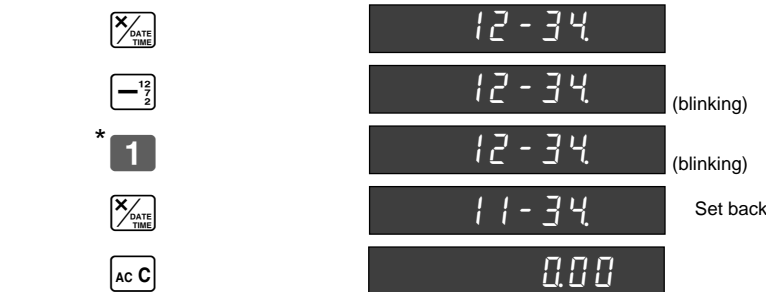 ×/DATE TIME 12-34.
− 12 7 2 12-34. (blinking)
* 1 12-34. (blinking)
×/DATE TIME 11-34. Set back
AC C 0.00